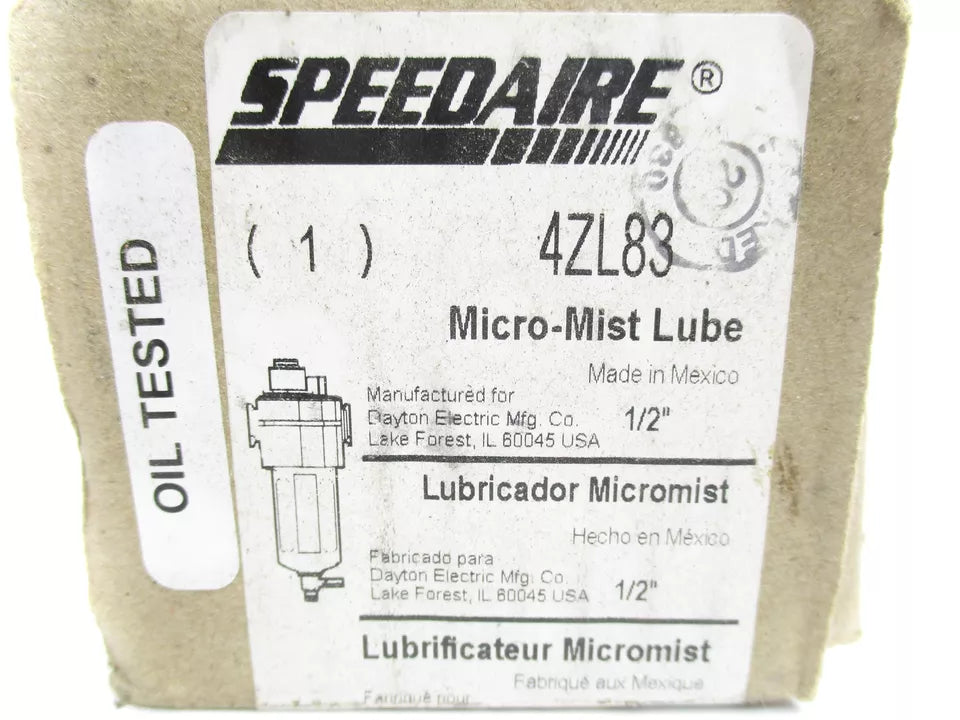 SPEEDAIRE®
OIL TESTED
( 1 ) 4ZL83
Micro-Mist Lube
Made in Mexico
Manufactured for
Dayton Electric Mfg. Co. 1/2"
Lake Forest, IL 60045 USA
Lubricador Micromist
Hecho en México
Fabricado para
Dayton Electric Mfg. Co.
Lake Forest, IL 60045 USA 1/2"
Lubrificateur Micromist
Fabriqué aux Mexique
Fabriqué pour